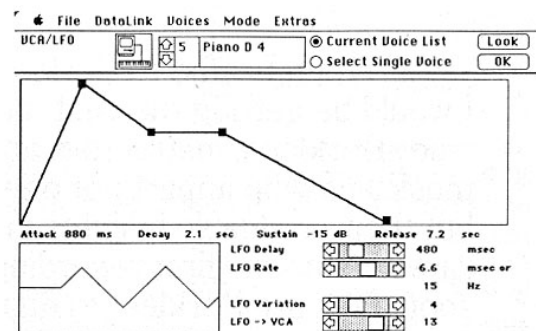 File DataLink Voices Mode Extras
VCA/LFO 5 Piano D 4 Current Voice List Look
Select Single Voice OK
Attack 880 ms Decay 2.1 sec Sustain -15 dB Release 7.2 sec
LFO Delay 480 msec
LFO Rate 6.6 msec or
15 Hz
LFO Variation 4
LFO -> VCA 13